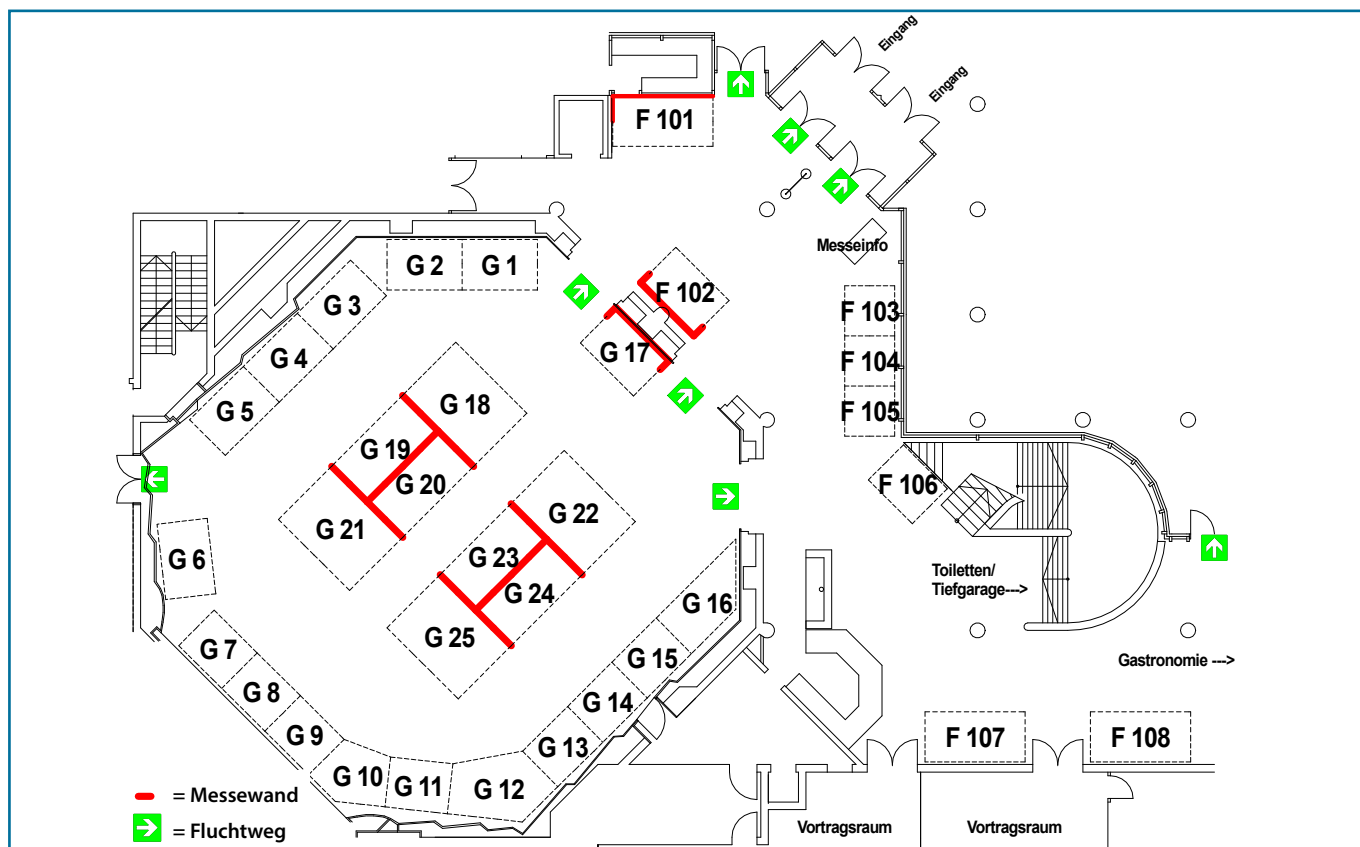 Eingang
Eingang
F 101
Messeinfo
G 2
G 1
F 102
G 3
F 103
G 17
G 4
F 104
G 5
G 18
F 105
G 19
G 20
F 106
G 21
G 22
G 23
G 6
G 24
Toiletten/
Tiefgarage--->
G 16
G 25
G 7
G 15
Gastronomie --->
G 8
G 14
G 9
G 13
F 107
F 108
G 10
G 11
G 12
= Messewand
= Fluchtweg
Vortragsraum
Vortragsraum